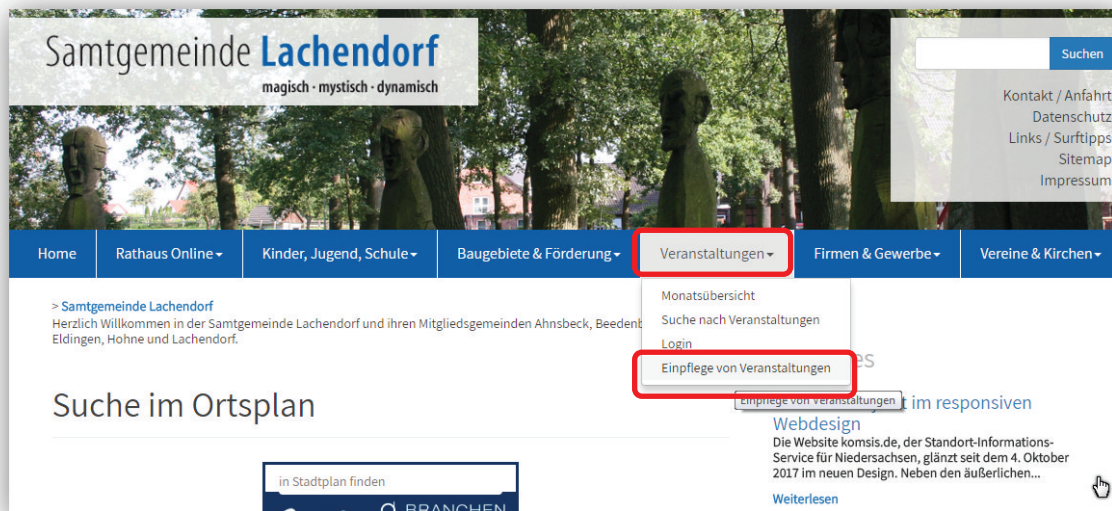 Samtgemeinde Lachendorf
magisch · mystisch · dynamisch
Suchen
Kontakt / Anfahrt
Datenschutz
Links / Surftipps
Sitemap
Impressum
Home
Rathaus Online
Kinder, Jugend, Schule
Baugebiete & Förderung
Veranstaltungen
Firmen & Gewerbe
Vereine & Kirchen
Monatsübersicht
Suche nach Veranstaltungen
Login
Einpflege von Veranstaltungen
Einpflege von Veranstaltungen
> Samtgemeinde Lachendorf
Herzlich Willkommen in der Samtgemeinde Lachendorf und ihren Mitgliedsgemeinden Ahnsbeck,
Eldingen, Hohne und Lachendorf.
Suche im Ortsplan
in Stadtplan finden
BRANCHEN
im responsiven
Webdesign
Die Website komsis.de, der Standort-Informations-
Service für Niedersachsen, glänzt seit dem 4. Oktober
2017 im neuen Design. Neben den äußerlichen...
Weiterlesen